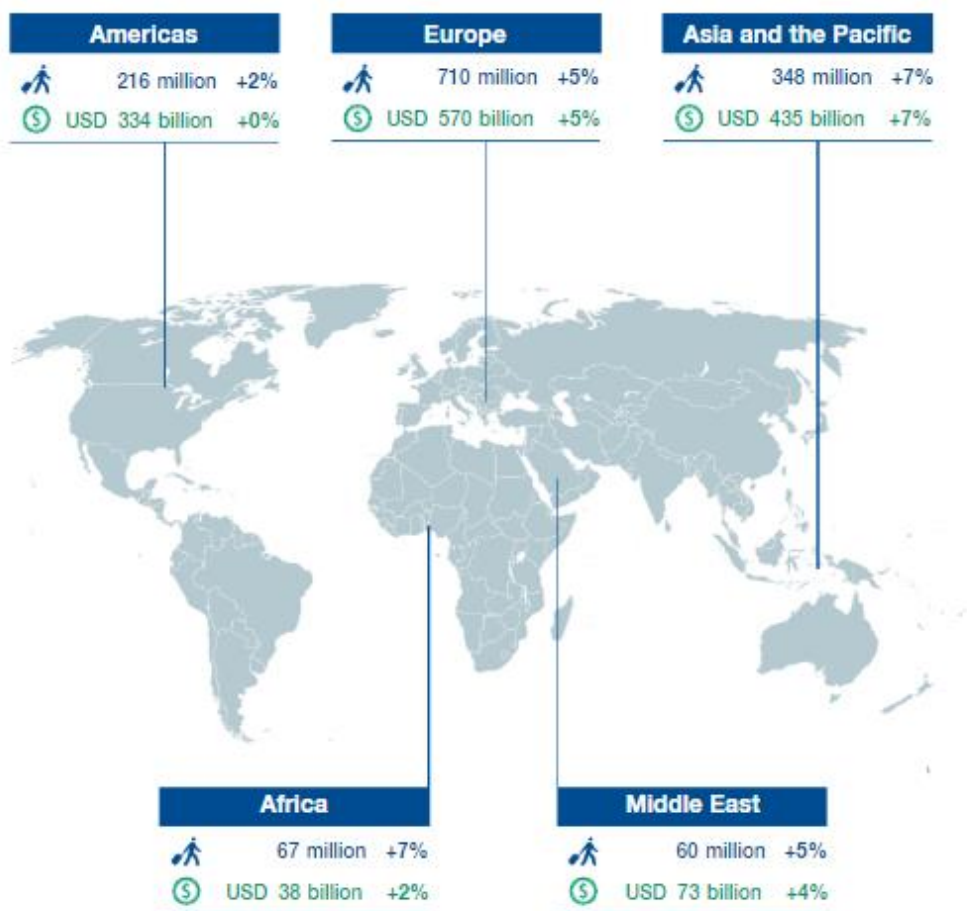 Americas
216 million +2%
USD 334 billion +0%
Europe
710 million +5%
USD 570 billion +5%
Asia and the Pacific
348 million +7%
USD 435 billion +7%
Africa
67 million +7%
USD 38 billion +2%
Middle East
60 million +5%
USD 73 billion +4%